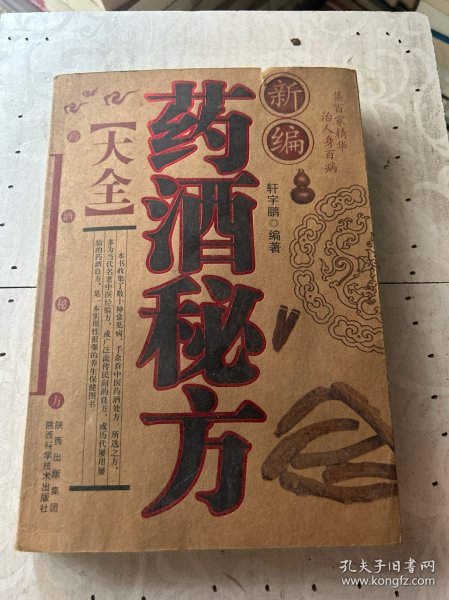 新编
药酒秘方
【大全】
集百家精华
治人身百病
轩宇鹏◎编著
本书收集了数十种常见病，千余首中医药酒处方，所选之方，
多为当代名老中医经验方，或广泛流传民间的良方，或历代屡用屡
验的药酒良方，是一本实用性很强的养生保健图书
药酒秘方
陕西出版集团
陕西科学技术出版社
孔夫子旧书网
www.kongfz.com